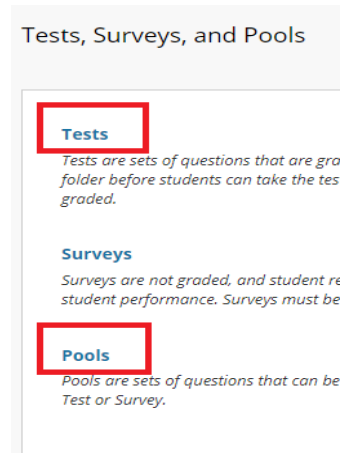 Tests, Surveys, and Pools
Tests
Tests are sets of questions that are gra
folder before students can take the tes
graded.
Surveys
Surveys are not graded, and student re
student performance. Surveys must be
Pools
Pools are sets of questions that can be
Test or Survey.